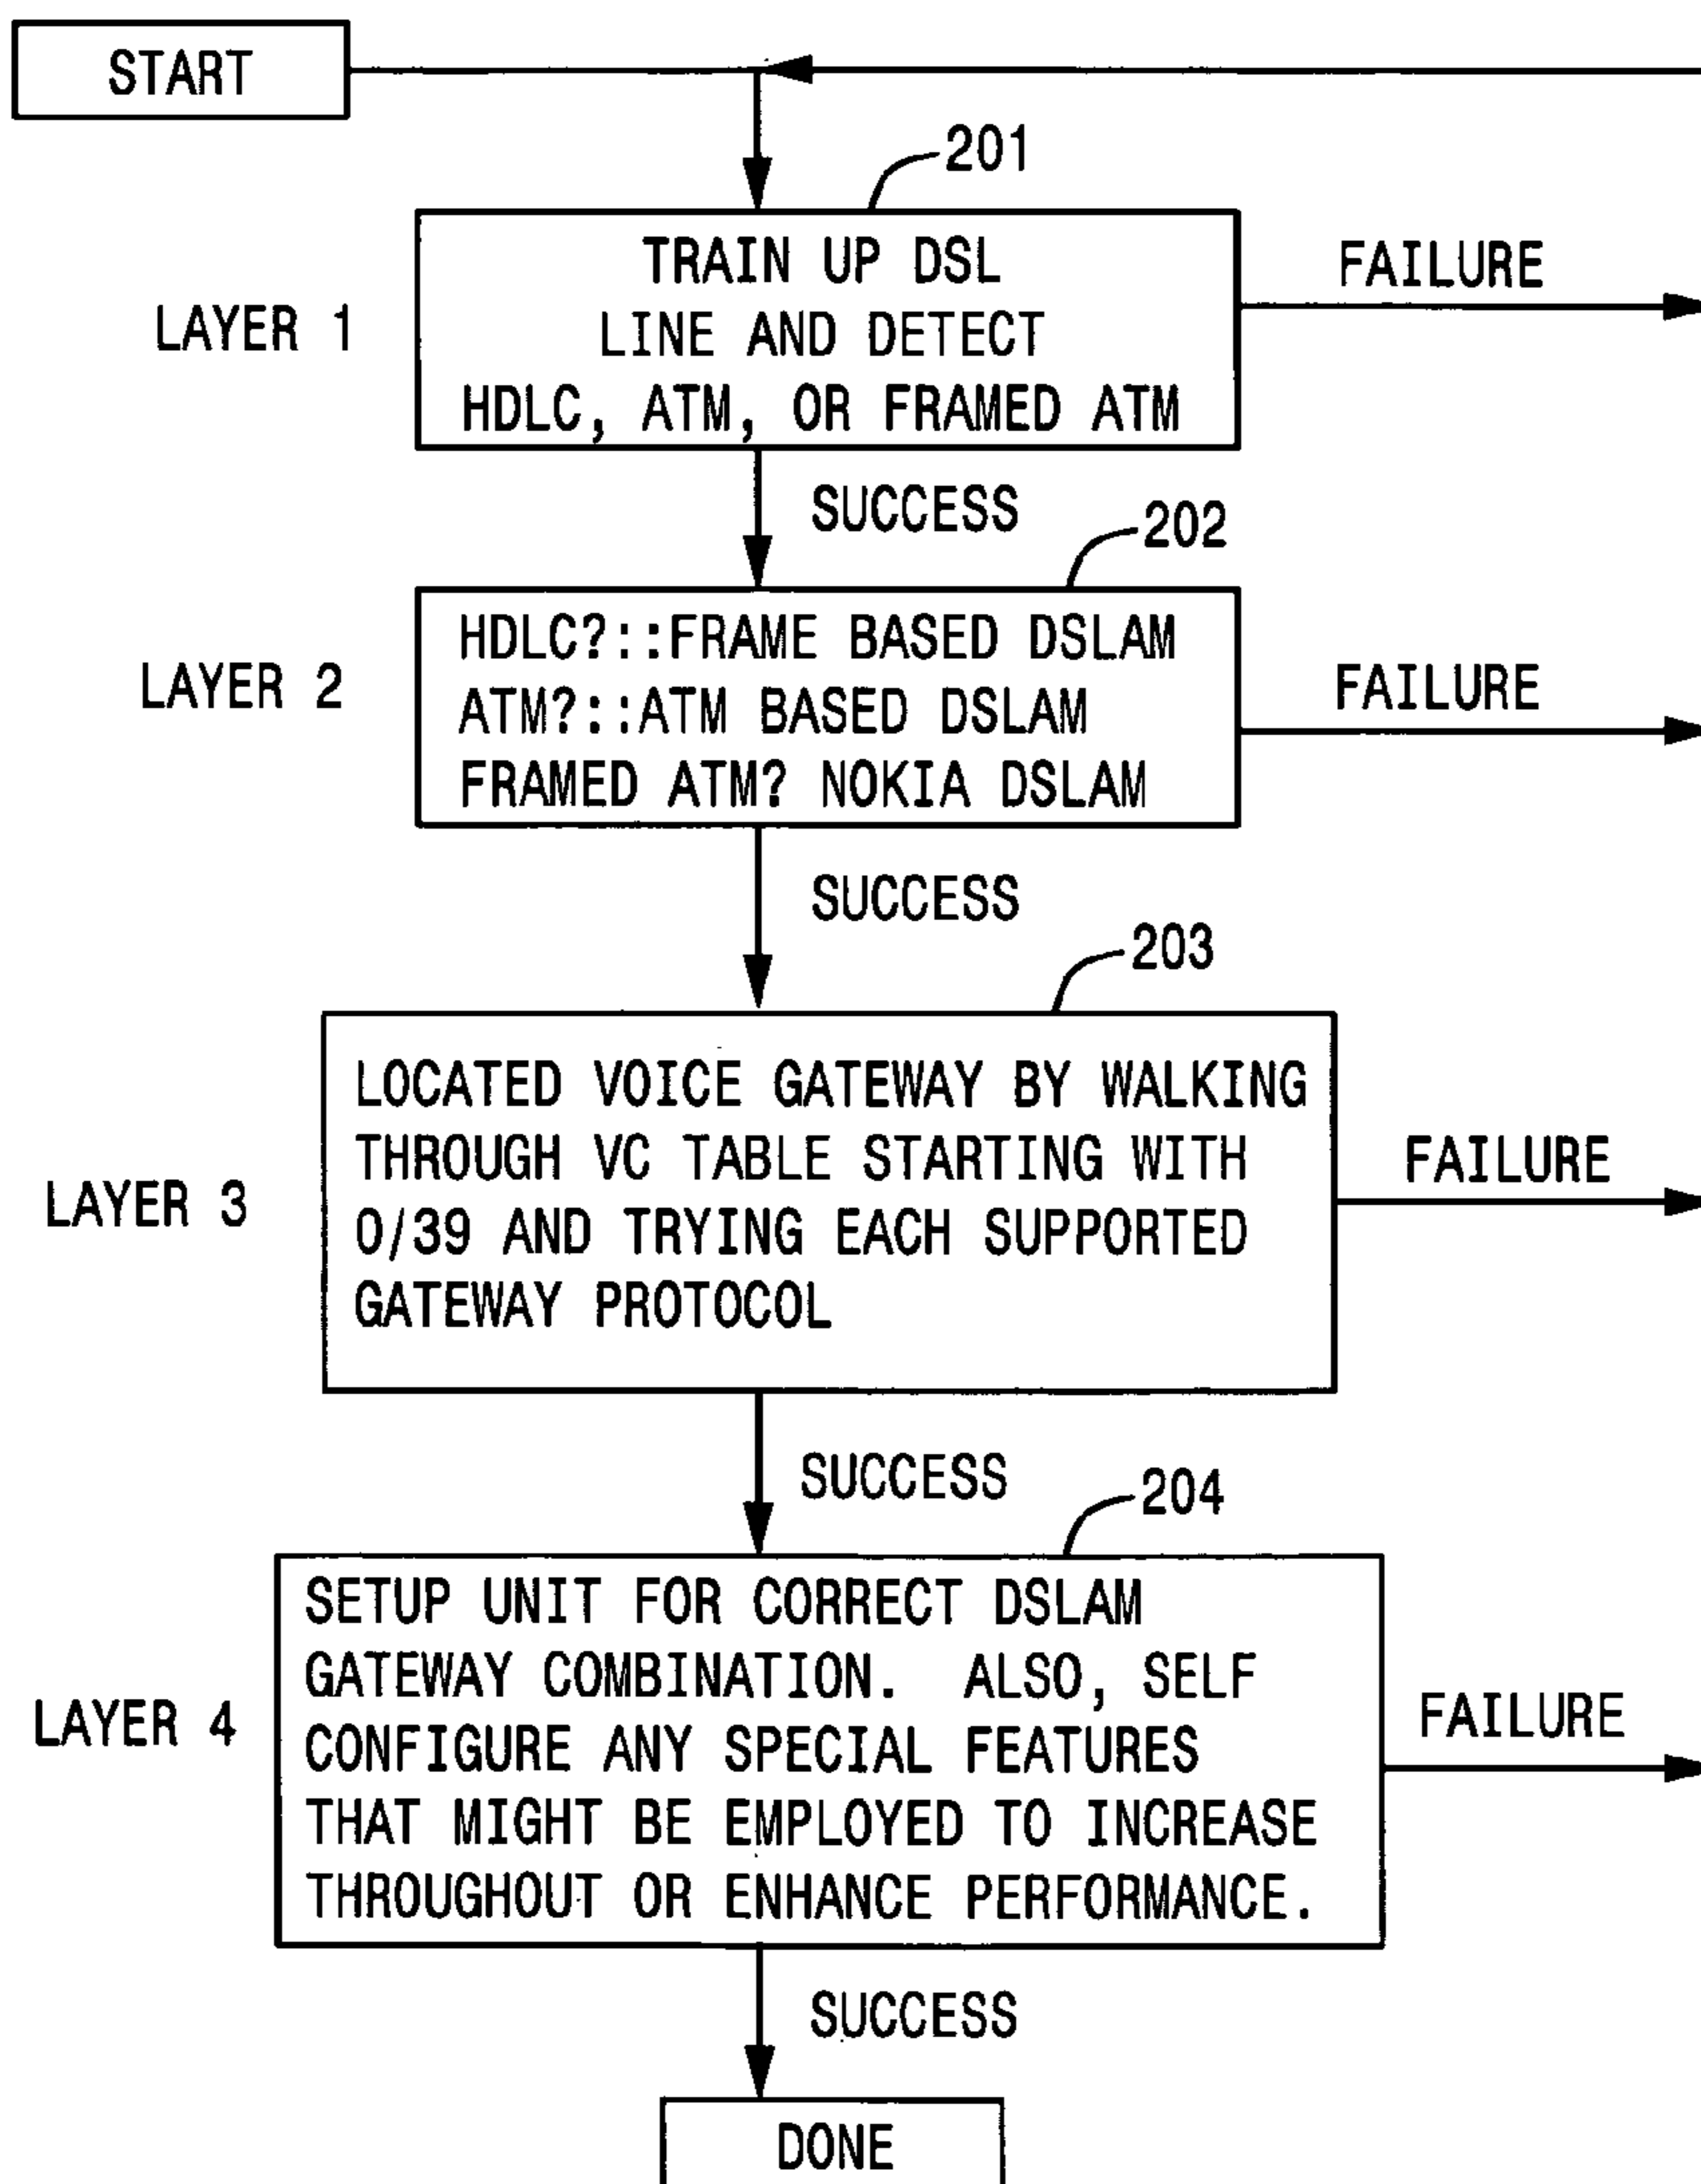 START
201
LAYER 1
TRAIN UP DSL
LINE AND DETECT
HDLC, ATM, OR FRAMED ATM
FAILURE
SUCCESS
202
LAYER 2
HDLC?::FRAME BASED DSLAM
ATM?::ATM BASED DSLAM
FRAMED ATM? NOKIA DSLAM
FAILURE
SUCCESS
203
LAYER 3
LOCATED VOICE GATEWAY BY WALKING
THROUGH VC TABLE STARTING WITH
0/39 AND TRYING EACH SUPPORTED
GATEWAY PROTOCOL
FAILURE
SUCCESS
204
LAYER 4
SETUP UNIT FOR CORRECT DSLAM
GATEWAY COMBINATION. ALSO, SELF
CONFIGURE ANY SPECIAL FEATURES
THAT MIGHT BE EMPLOYED TO INCREASE
THROUGHOUT OR ENHANCE PERFORMANCE.
FAILURE
SUCCESS
DONE